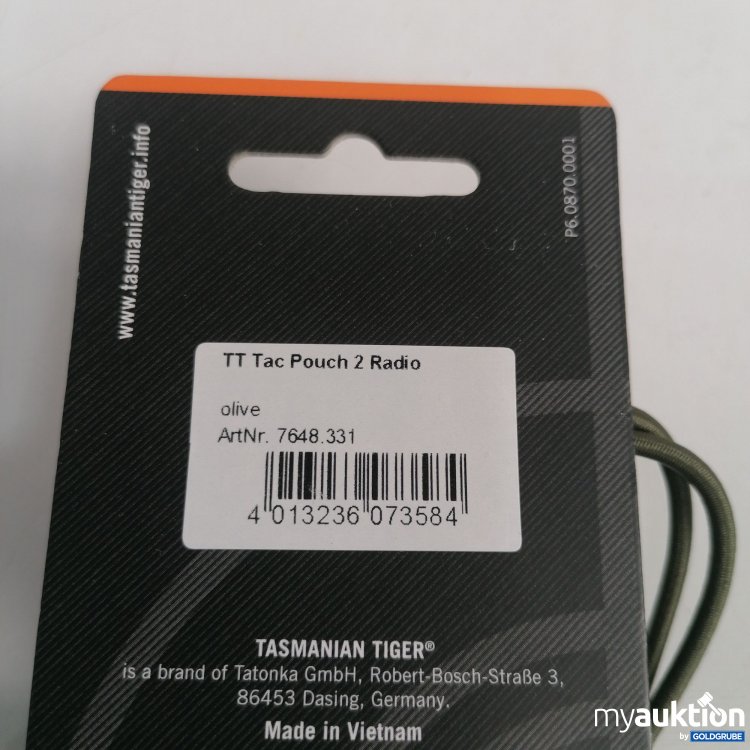 www.tasmaniantiger.info
P6.0870.0001
TT Tac Pouch 2 Radio
olive
ArtNr. 7648.331
4 013236 073584
TASMANIAN TIGER®
is a brand of Tatonka GmbH, Robert-Bosch-Straße 3,
86453 Dasing, Germany.
Made in Vietnam
myauktion
by GOLDGRUBE